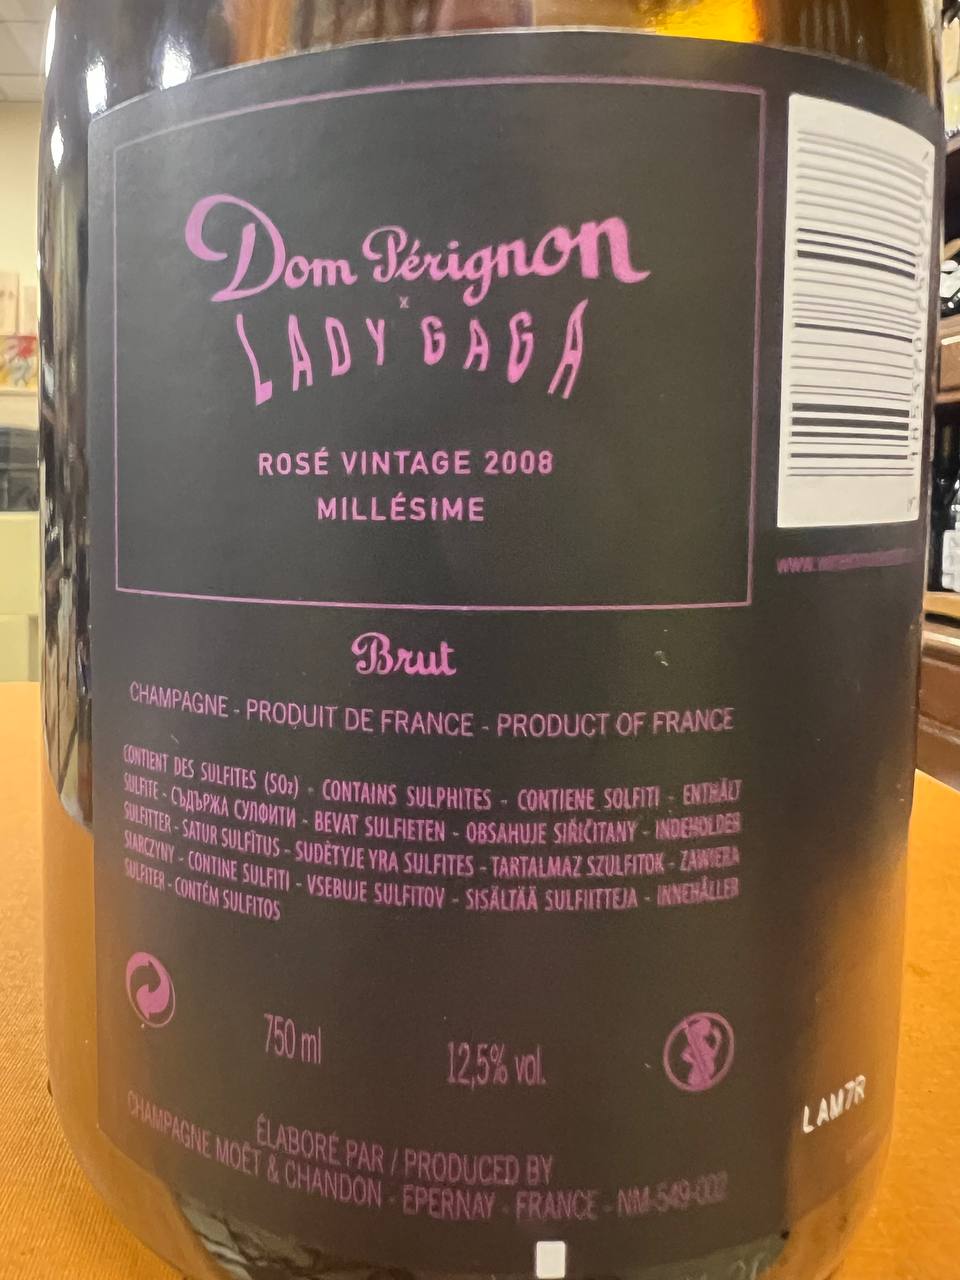 Dom Pérignon
x
LADY GAGA
ROSÉ VINTAGE 2008
MILLÉSIME
Brut
CHAMPAGNE - PRODUIT DE FRANCE - PRODUCT OF FRANCE
CONTIENT DES SULFITES (SO₂) - CONTAINS SULPHITES - CONTIENE SOLFITI - ENTHÄLT
SULFITE - СЪДЪРЖА СУЛФИТИ - BEVAT SULFIETEN - OBSAHUJE SIŘIČITANY - INDEHOLDER
SULFITTER - SATUR SULFĪTUS - SUDĖTYJE YRA SULFITES - TARTALMAZ SZULFITOK - ZAWIERA
SIARCZYNY - CONTINE SULFITI - VSEBUJE SULFITOV - SISÄLTÄÄ SULFIITTEJA - INNEHÅLLER
SULFITER - CONTÉM SULFITOS
750 ml
12,5% vol.
ÉLABORÉ PAR / PRODUCED BY
CHAMPAGNE MOËT & CHANDON - EPERNAY - FRANCE - NM-549-002
LAM7R